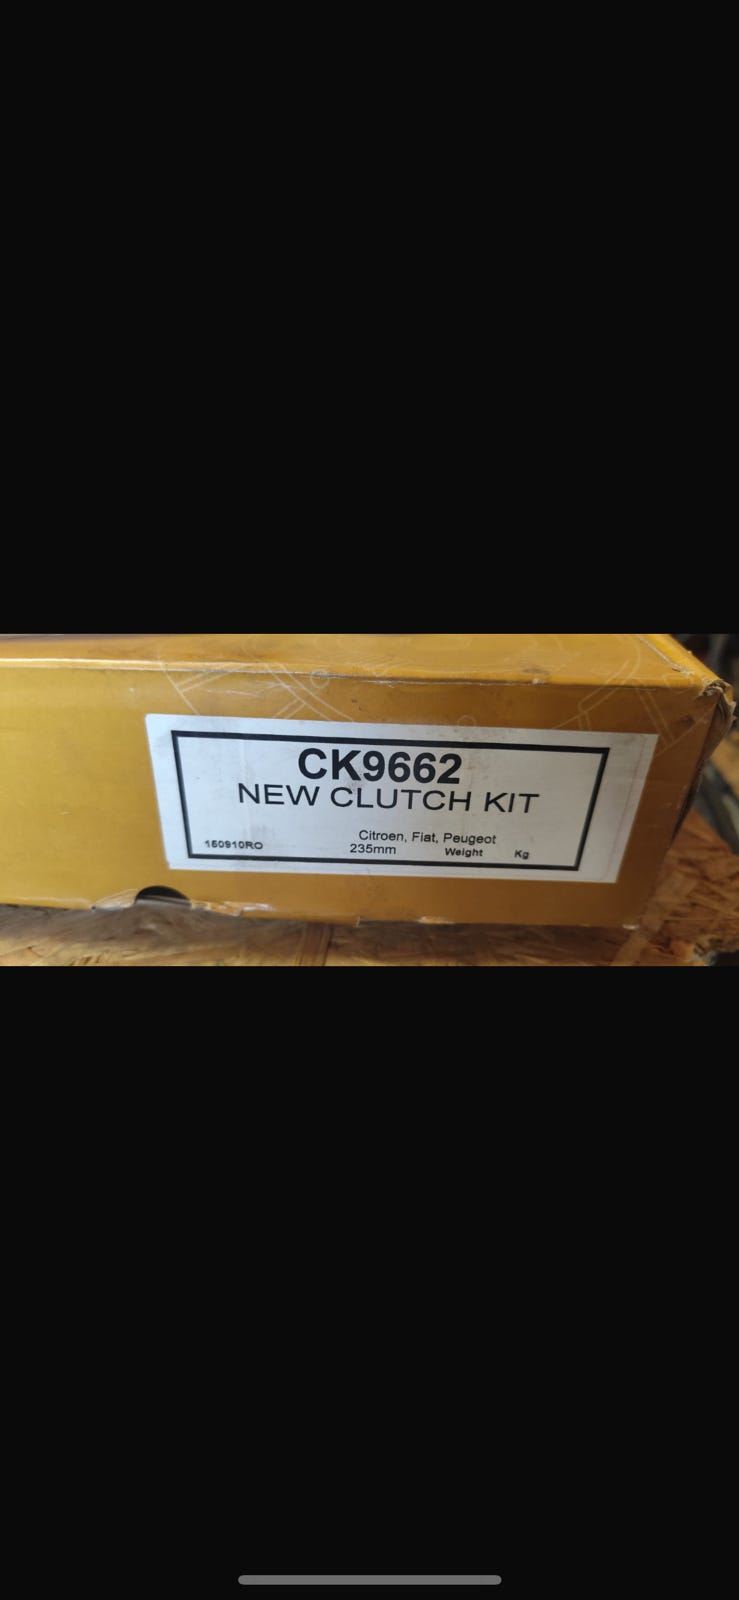 CK9662
NEW CLUTCH KIT
Citroen, Fiat, Peugeot
150910RO 235mm Weight Kg